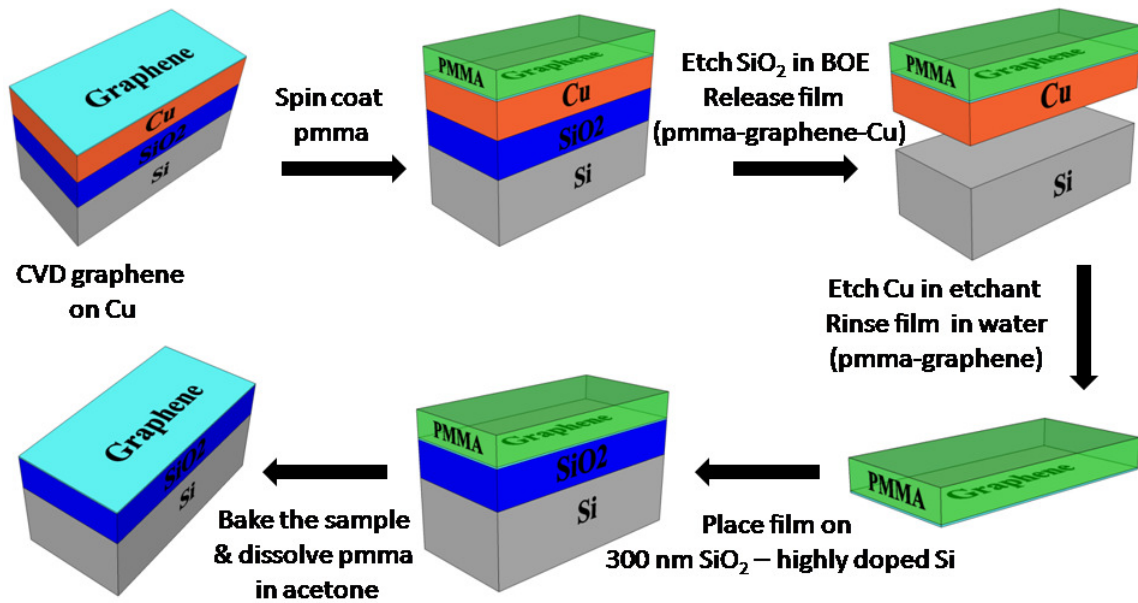 Graphene
Cu
SiO2
Si
CVD graphene
on Cu
Spin coat
pmma
PMMA
Graphene
Cu
SiO2
Si
Etch SiO₂ in BOE
Release film
(pmma-graphene-Cu)
PMMA
Graphene
Cu
Si
Etch Cu in etchant
Rinse film in water
(pmma-graphene)
PMMA
Graphene
Place film on
300 nm SiO₂ – highly doped Si
PMMA
Graphene
SiO2
Si
Bake the sample
& dissolve pmma
in acetone
Graphene
SiO2
Si